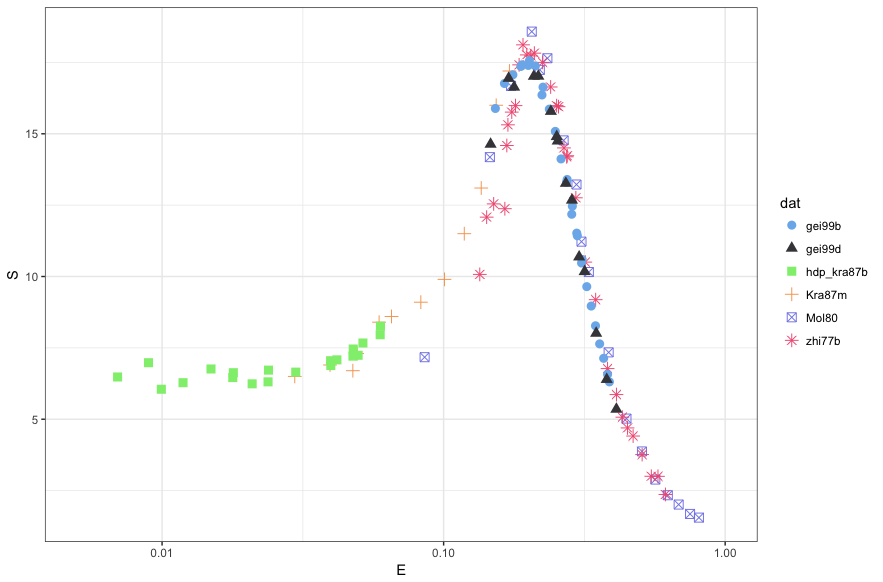 15
10
5
S
0.01
0.10
1.00
E
dat
gei99b
gei99d
hdp_kra87b
Kra87m
Mol80
zhi77b